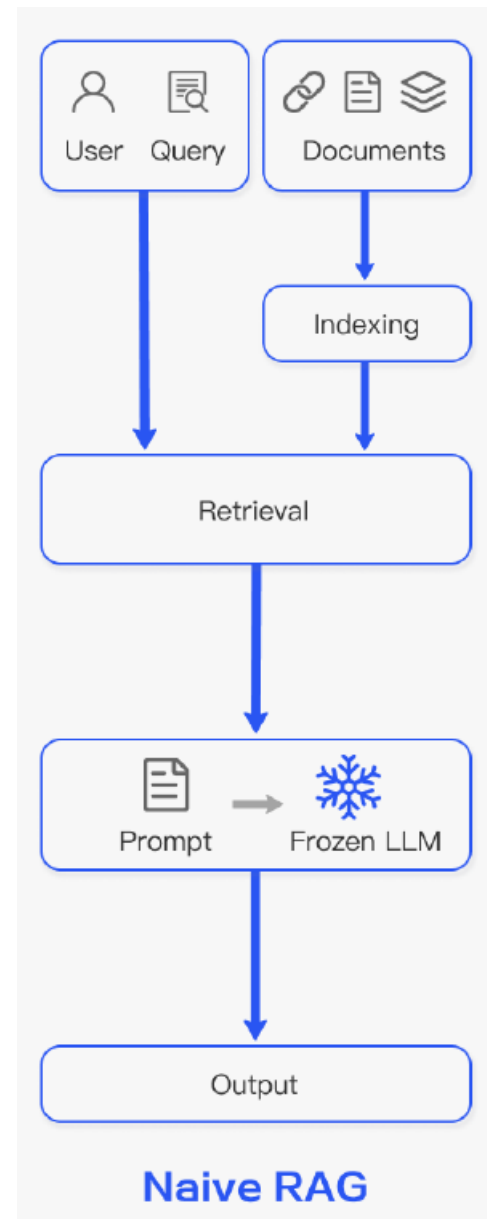 User Query
Documents
Indexing
Retrieval
Prompt
Frozen LLM
Output
Naive RAG